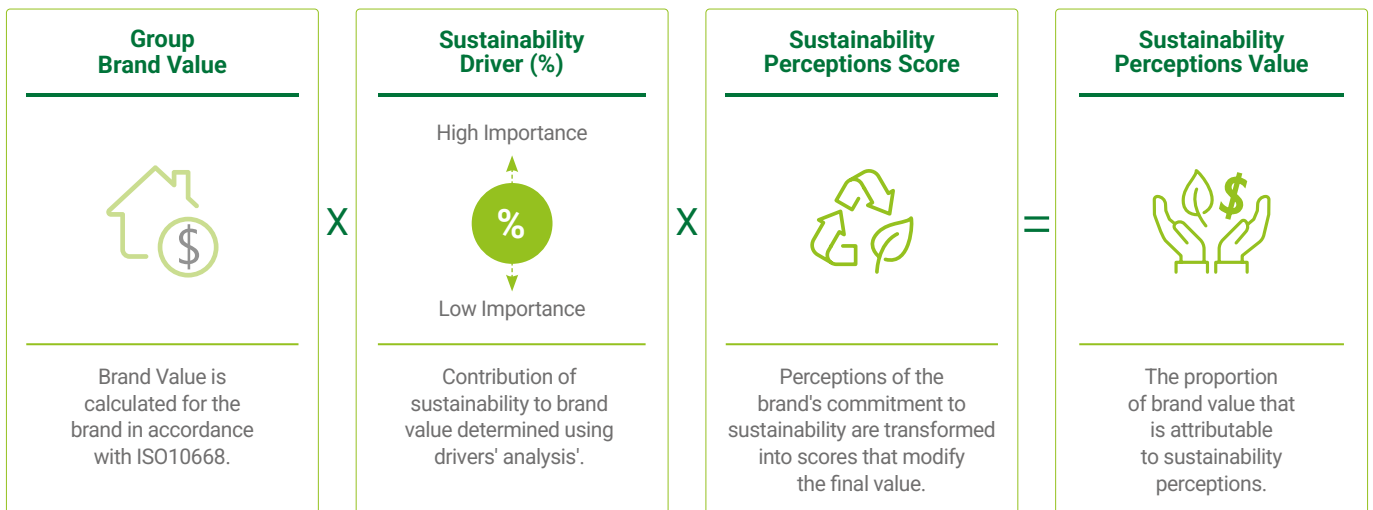 Group
Brand Value
$
Brand Value is
calculated for the
brand in accordance
with ISO10668.
X
Sustainability
Driver (%)
High Importance
%
Low Importance
Contribution of
sustainability to brand
value determined using
drivers' analysis'.
X
Sustainability
Perceptions Score
Perceptions of the
brand's commitment to
sustainability are transformed
into scores that modify
the final value.
=
Sustainability
Perceptions Value
$
The proportion
of brand value that
is attributable
to sustainability
perceptions.